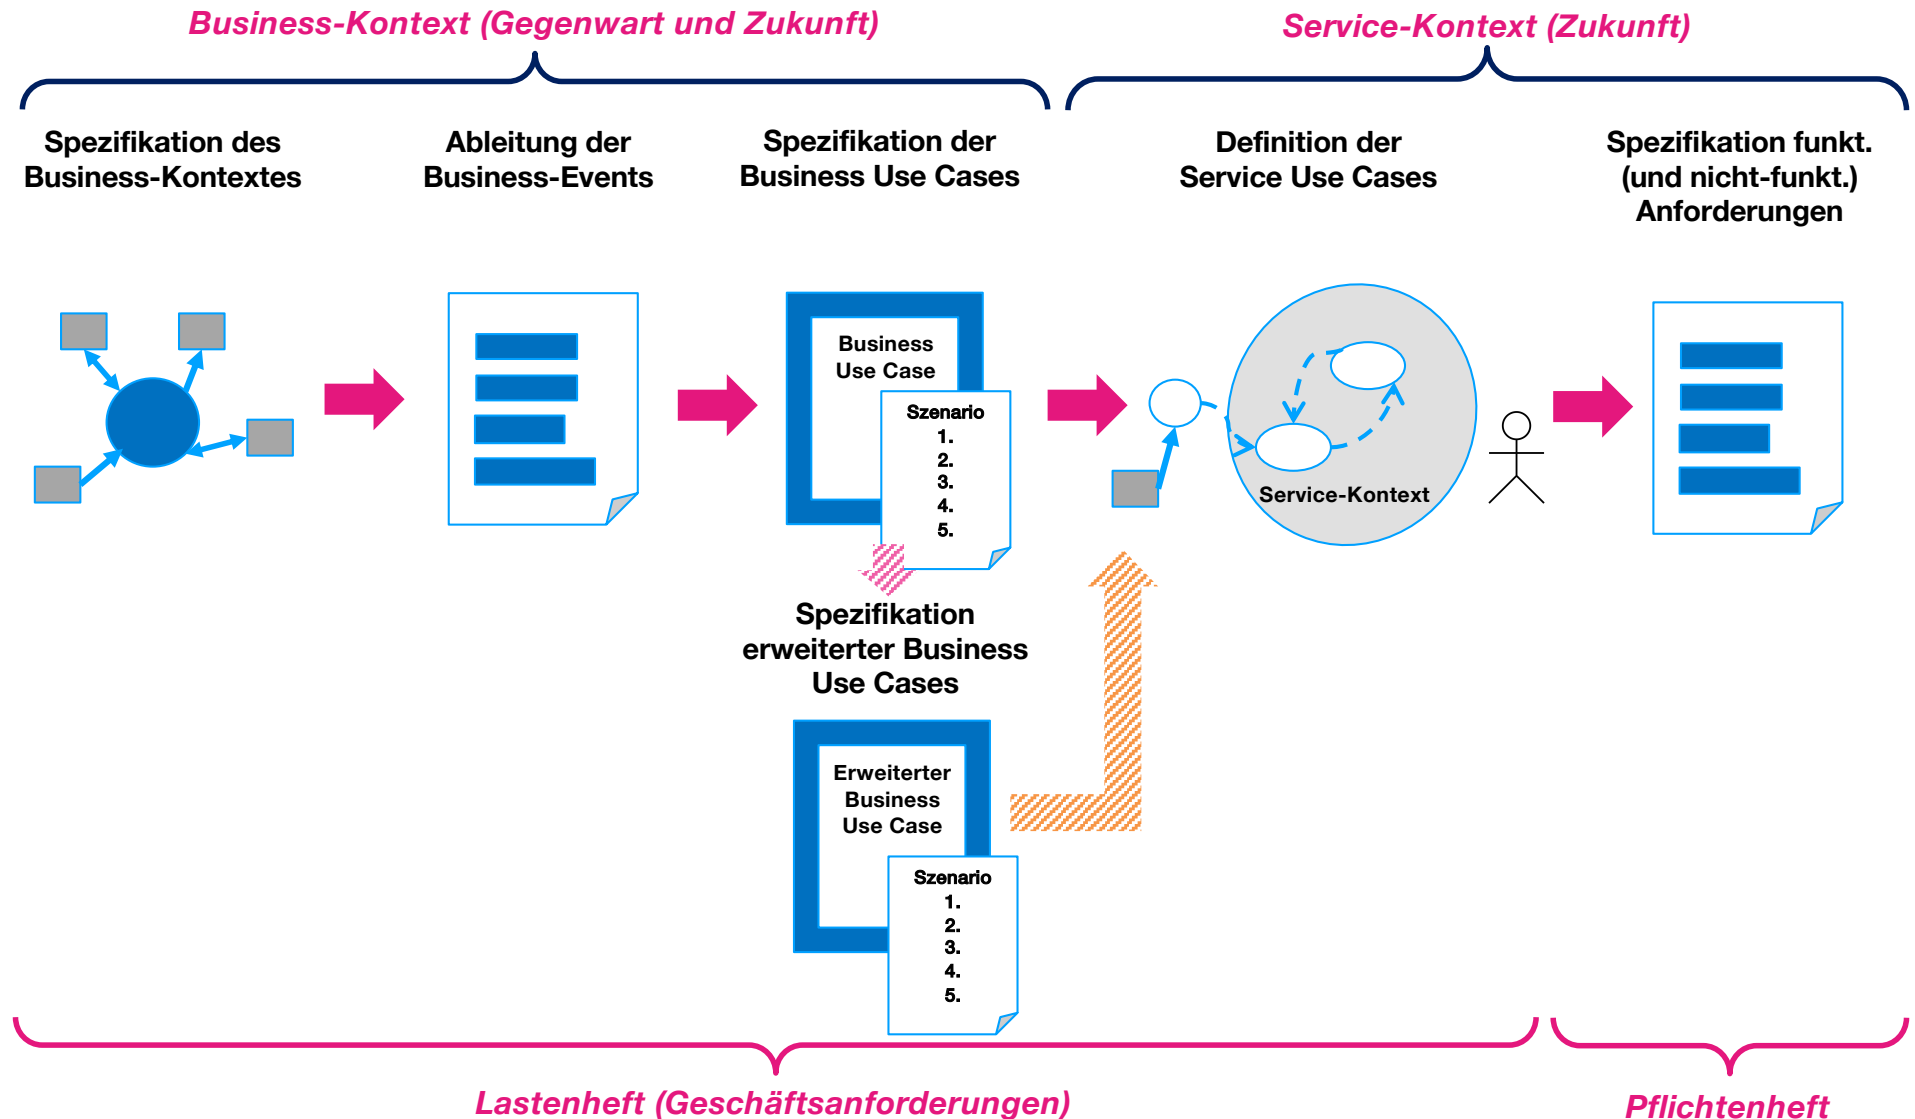 Business-Kontext (Gegenwart und Zukunft)
Service-Kontext (Zukunft)
Spezifikation des
Business-Kontextes
Ableitung der
Business-Events
Spezifikation der
Business Use Cases
Definition der
Service Use Cases
Spezifikation funkt.
(und nicht-funkt.)
Anforderungen
Business
Use Case
Szenario
1.
2.
3.
4.
5.
Service-Kontext
Spezifikation
erweiterter Business
Use Cases
Erweiterter
Business
Use Case
Szenario
1.
2.
3.
4.
5.
Lastenheft (Geschäftsanforderungen)
Pflichtenheft